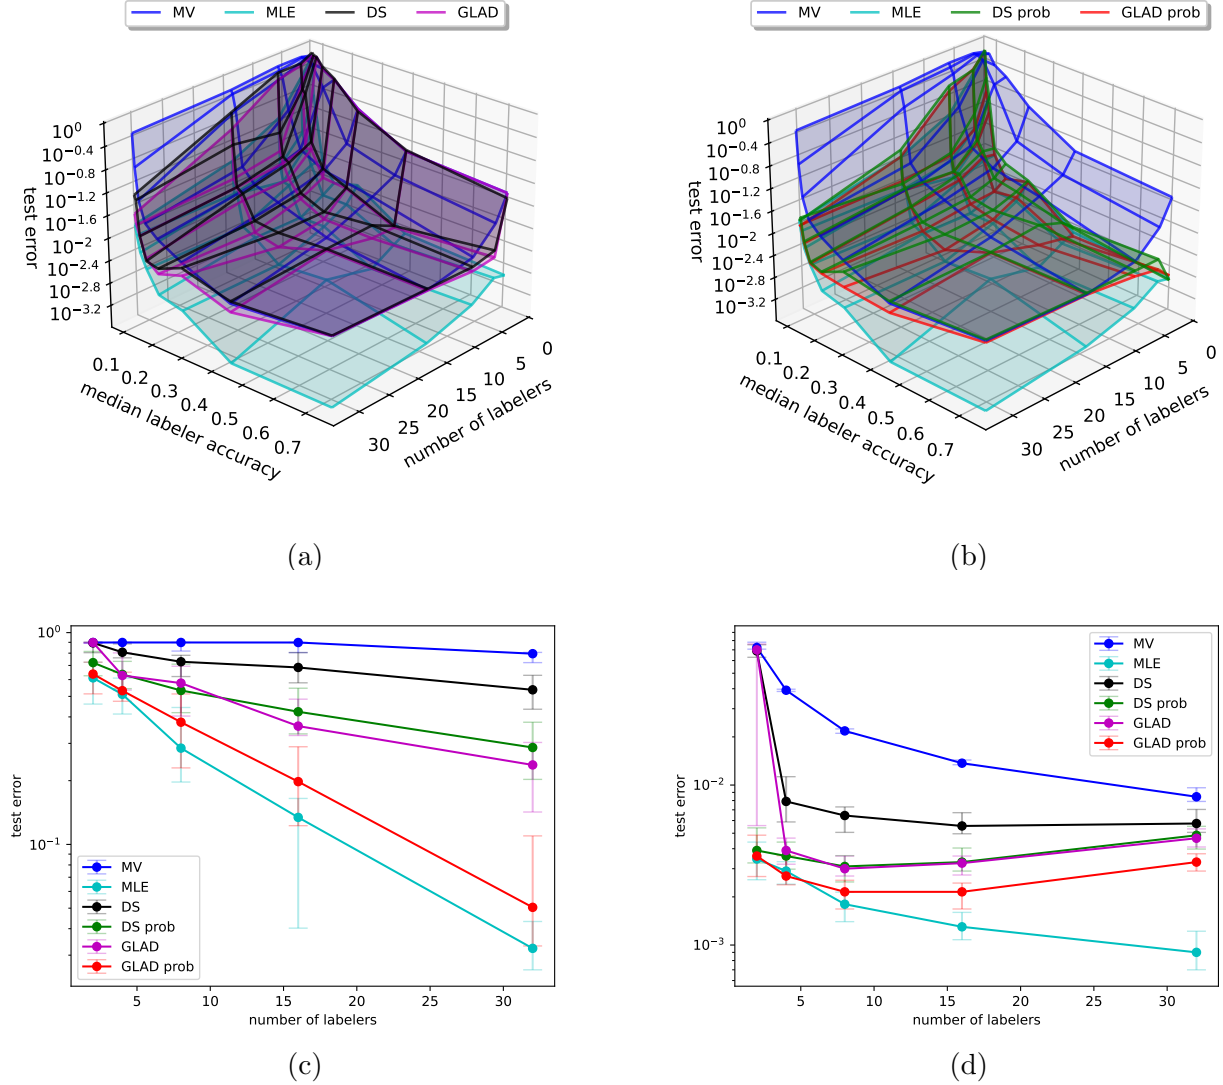 MV MLE DS GLAD
10^0
10^−0.4
10^−0.8
10^−1.2
10^−1.6
10^−2
10^−2.4
10^−2.8
10^−3.2
test error
0.1 0.2 0.3 0.4 0.5 0.6 0.7
median labeler accuracy
30 25 20 15 10 5 0
number of labelers
(a)
MV MLE DS prob GLAD prob
10^0
10^−0.4
10^−0.8
10^−1.2
10^−1.6
10^−2
10^−2.4
10^−2.8
10^−3.2
test error
0.1 0.2 0.3 0.4 0.5 0.6 0.7
median labeler accuracy
30 25 20 15 10 5 0
number of labelers
(b)
10^0
10^−1
test error
MV
MLE
DS
DS prob
GLAD
GLAD prob
5 10 15 20 25 30
number of labelers
(c)
10^−2
10^−3
test error
MV
MLE
DS
DS prob
GLAD
GLAD prob
5 10 15 20 25 30
number of labelers
(d)